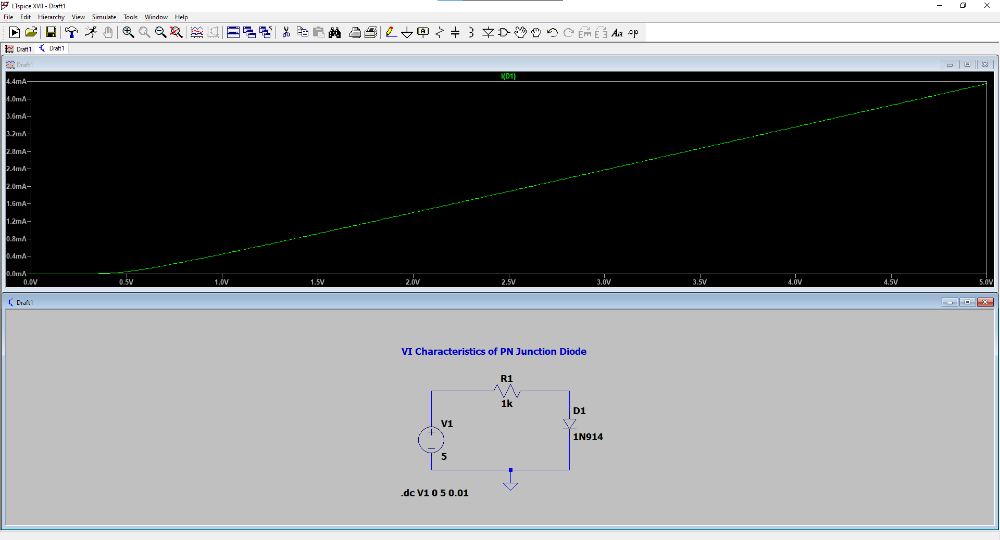 LTspice XVII - Draft1
File Edit Hierarchy View Simulate Tools Window Help
A Aa .op
Draft1 Draft1
Draft1
I(D1)
4.4mA
4.0mA
3.6mA
3.2mA
2.8mA
2.4mA
2.0mA
1.6mA
1.2mA
0.8mA
0.4mA
0.0mA
0.0V 0.5V 1.0V 1.5V 2.0V 2.5V 3.0V 3.5V 4.0V 4.5V 5.0V
Draft1
VI Characteristics of PN Junction Diode
R1
1k
D1
1N914
V1
5
.dc V1 0 5 0.01